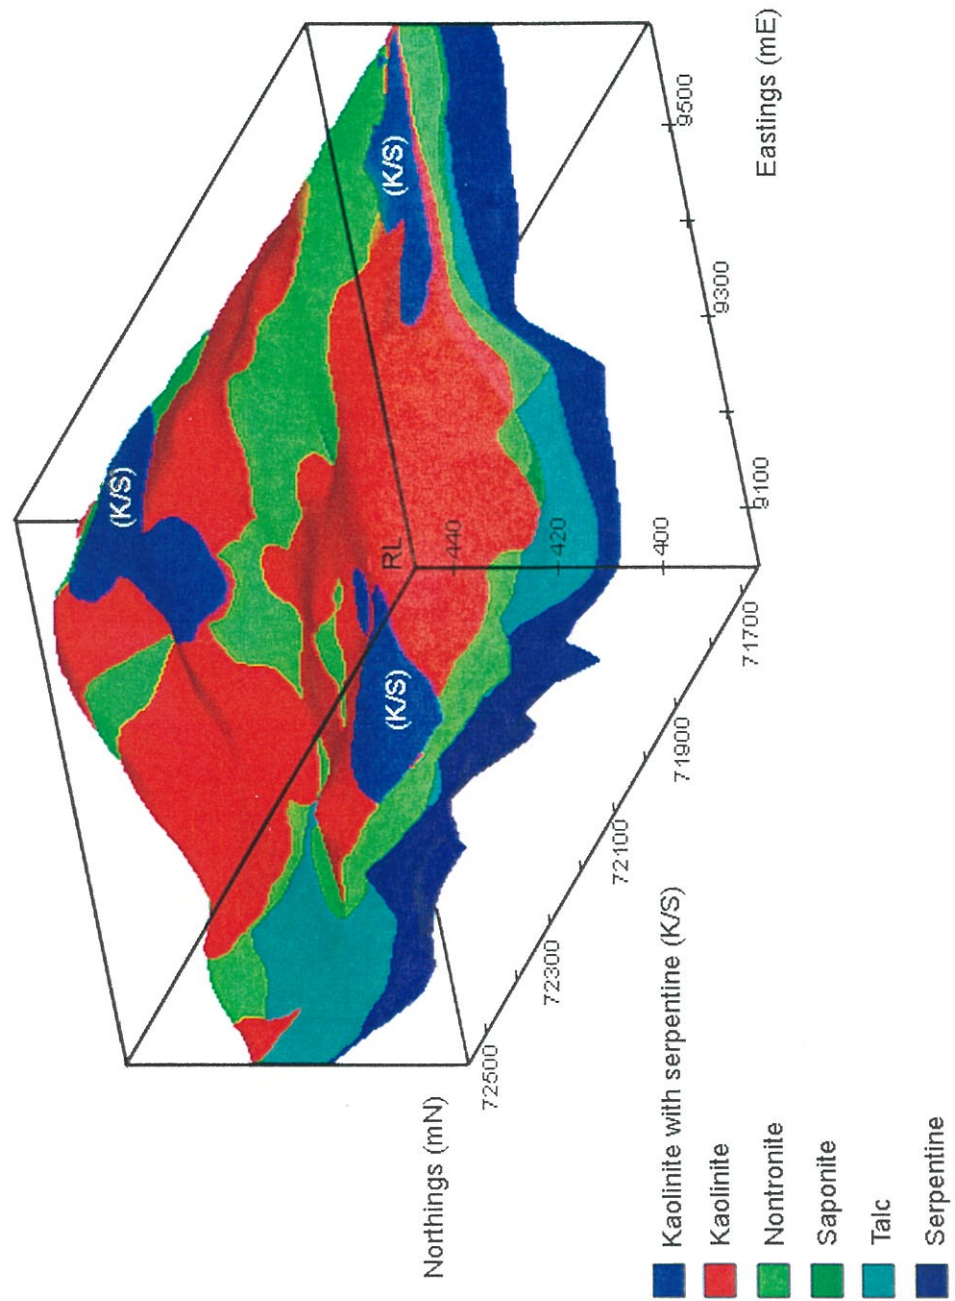 RL
440
420
400
(K/S)
(K/S)
(K/S)
Northings (mN)
72500
72300
72100
71900
71700
9100
9300
9500
Eastings (mE)
Kaolinite with serpentine (K/S)
Kaolinite
Nontronite
Saponite
Talc
Serpentine